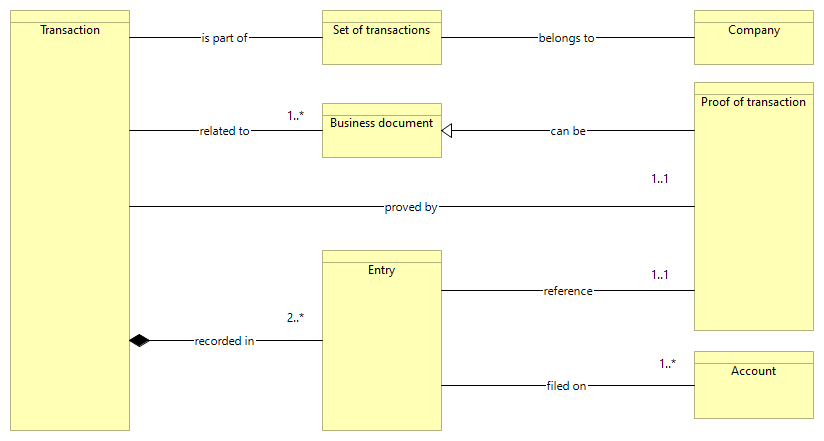 Transaction
is part of
Set of transactions
belongs to
Company
Proof of transaction
1..*
Business document
related to
can be
1..1
proved by
Entry
1..1
reference
2..*
recorded in
1..*
Account
filed on